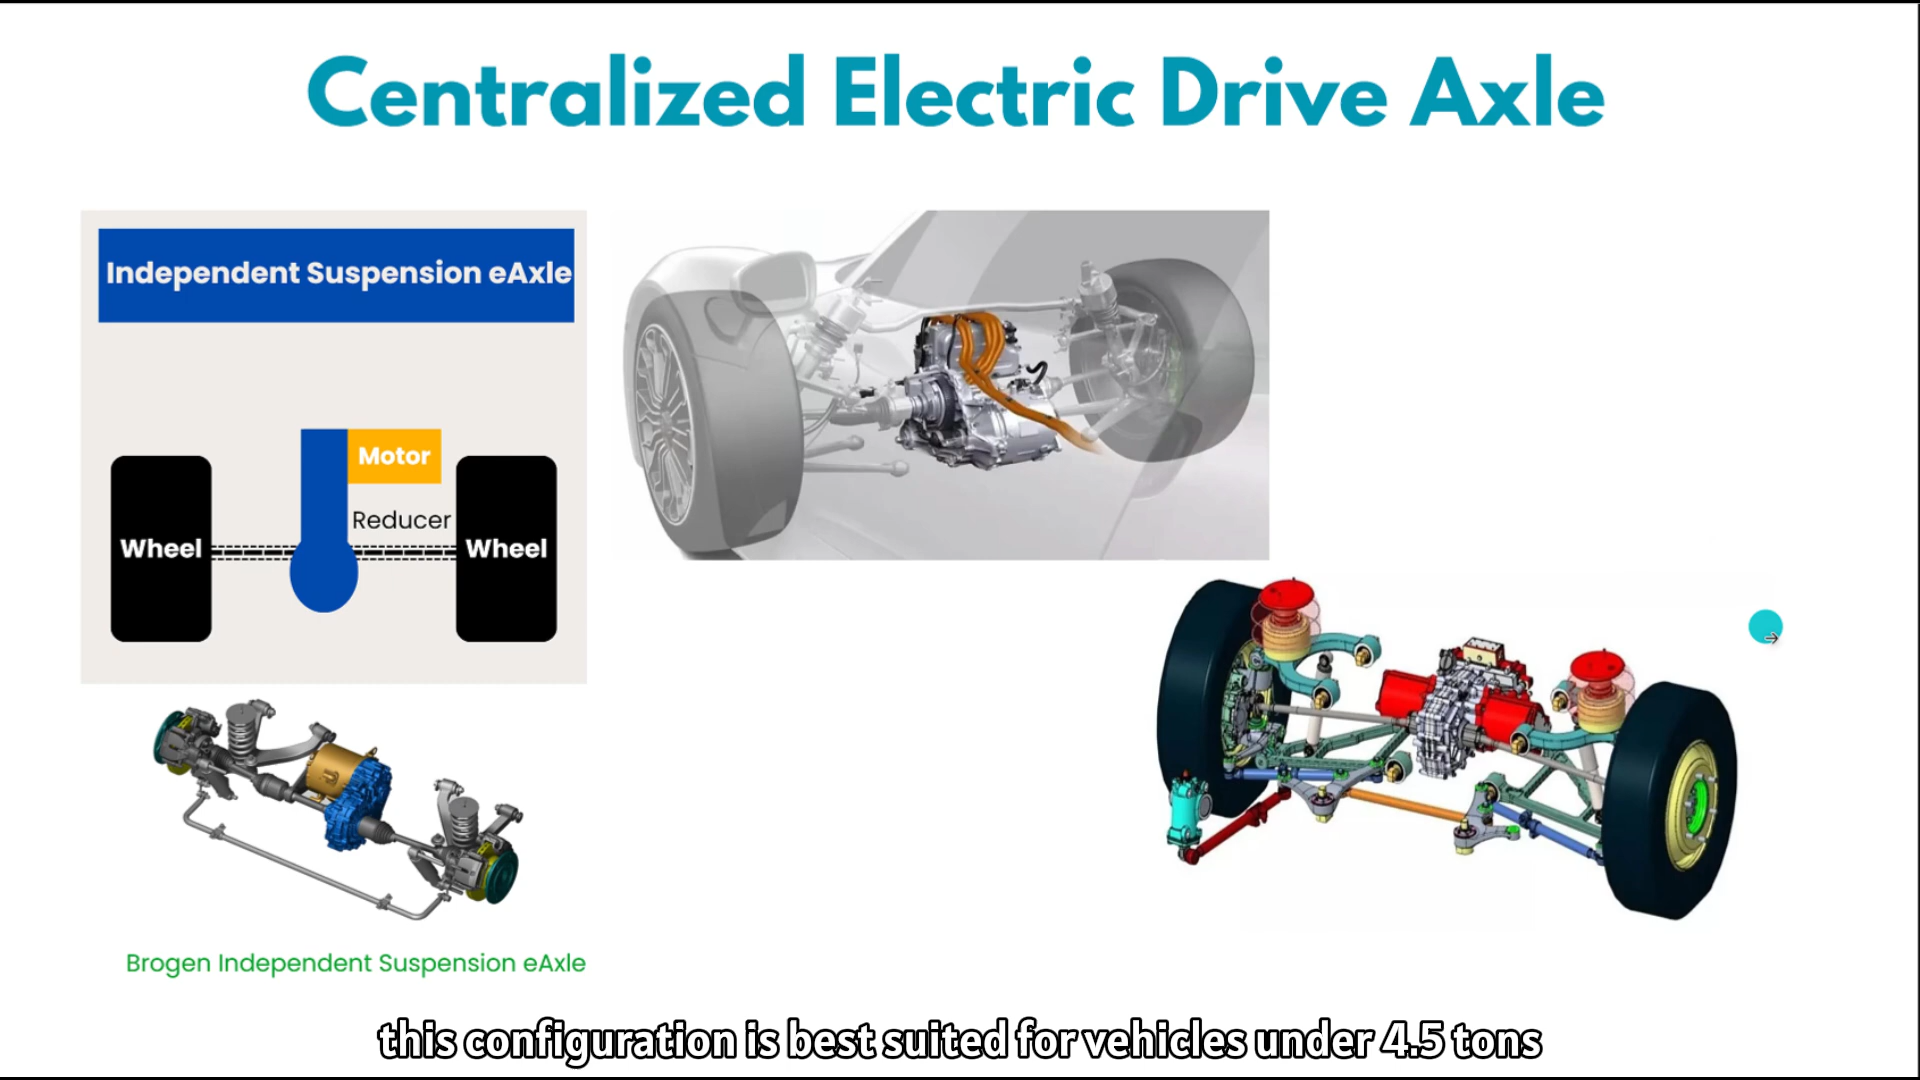 Centralized Electric Drive Axle
Independent Suspension eAxle
Motor
Reducer
Wheel
Wheel
Brogen Independent Suspension eAxle
this configuration is best suited for vehicles under 4.5 tons